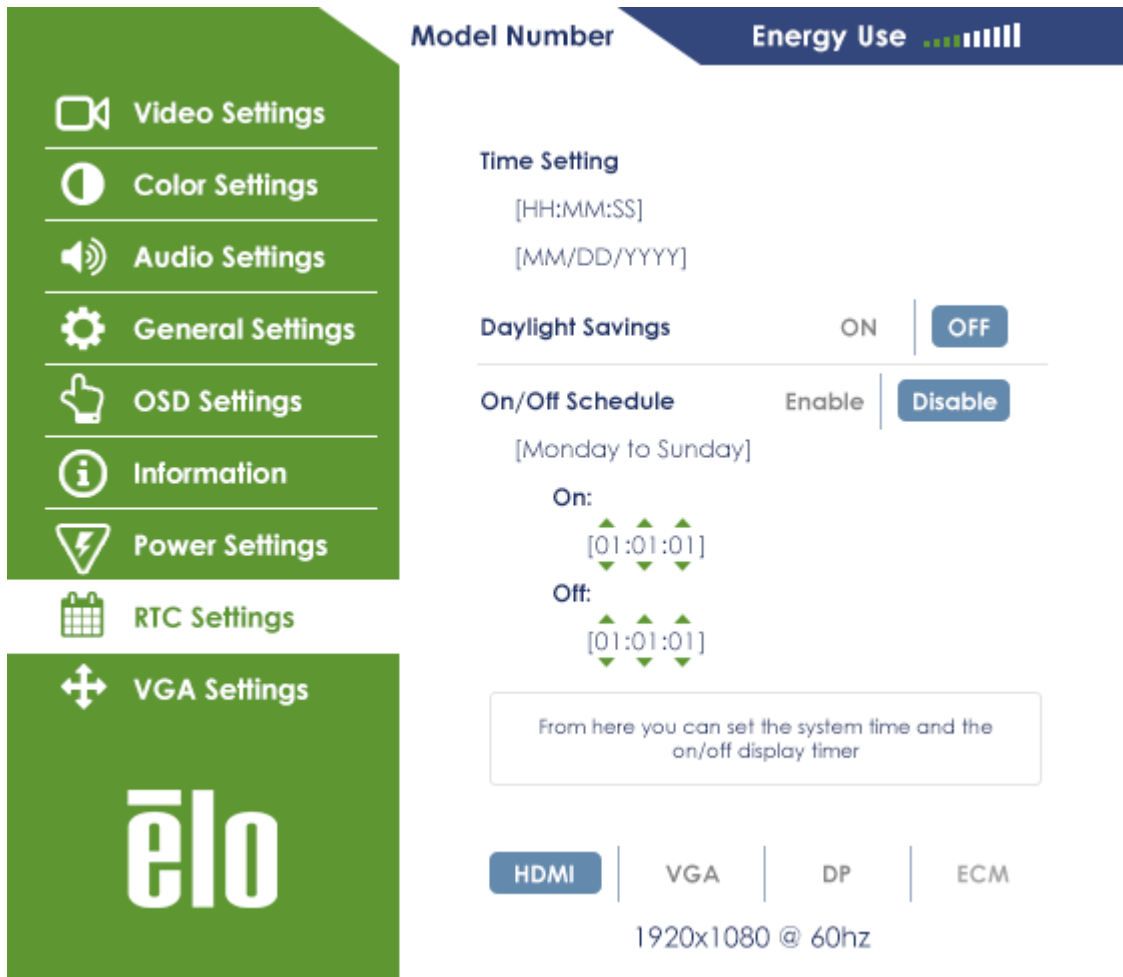 Model Number
Energy Use
Video Settings
Color Settings
Audio Settings
General Settings
OSD Settings
Information
Power Settings
RTC Settings
VGA Settings
ēlo
Time Setting
[HH:MM:SS]
[MM/DD/YYYY]
Daylight Savings ON OFF
On/Off Schedule Enable Disable
[Monday to Sunday]
On:
[01:01:01]
Off:
[01:01:01]
From here you can set the system time and the
on/off display timer
HDMI VGA DP ECM
1920x1080 @ 60hz